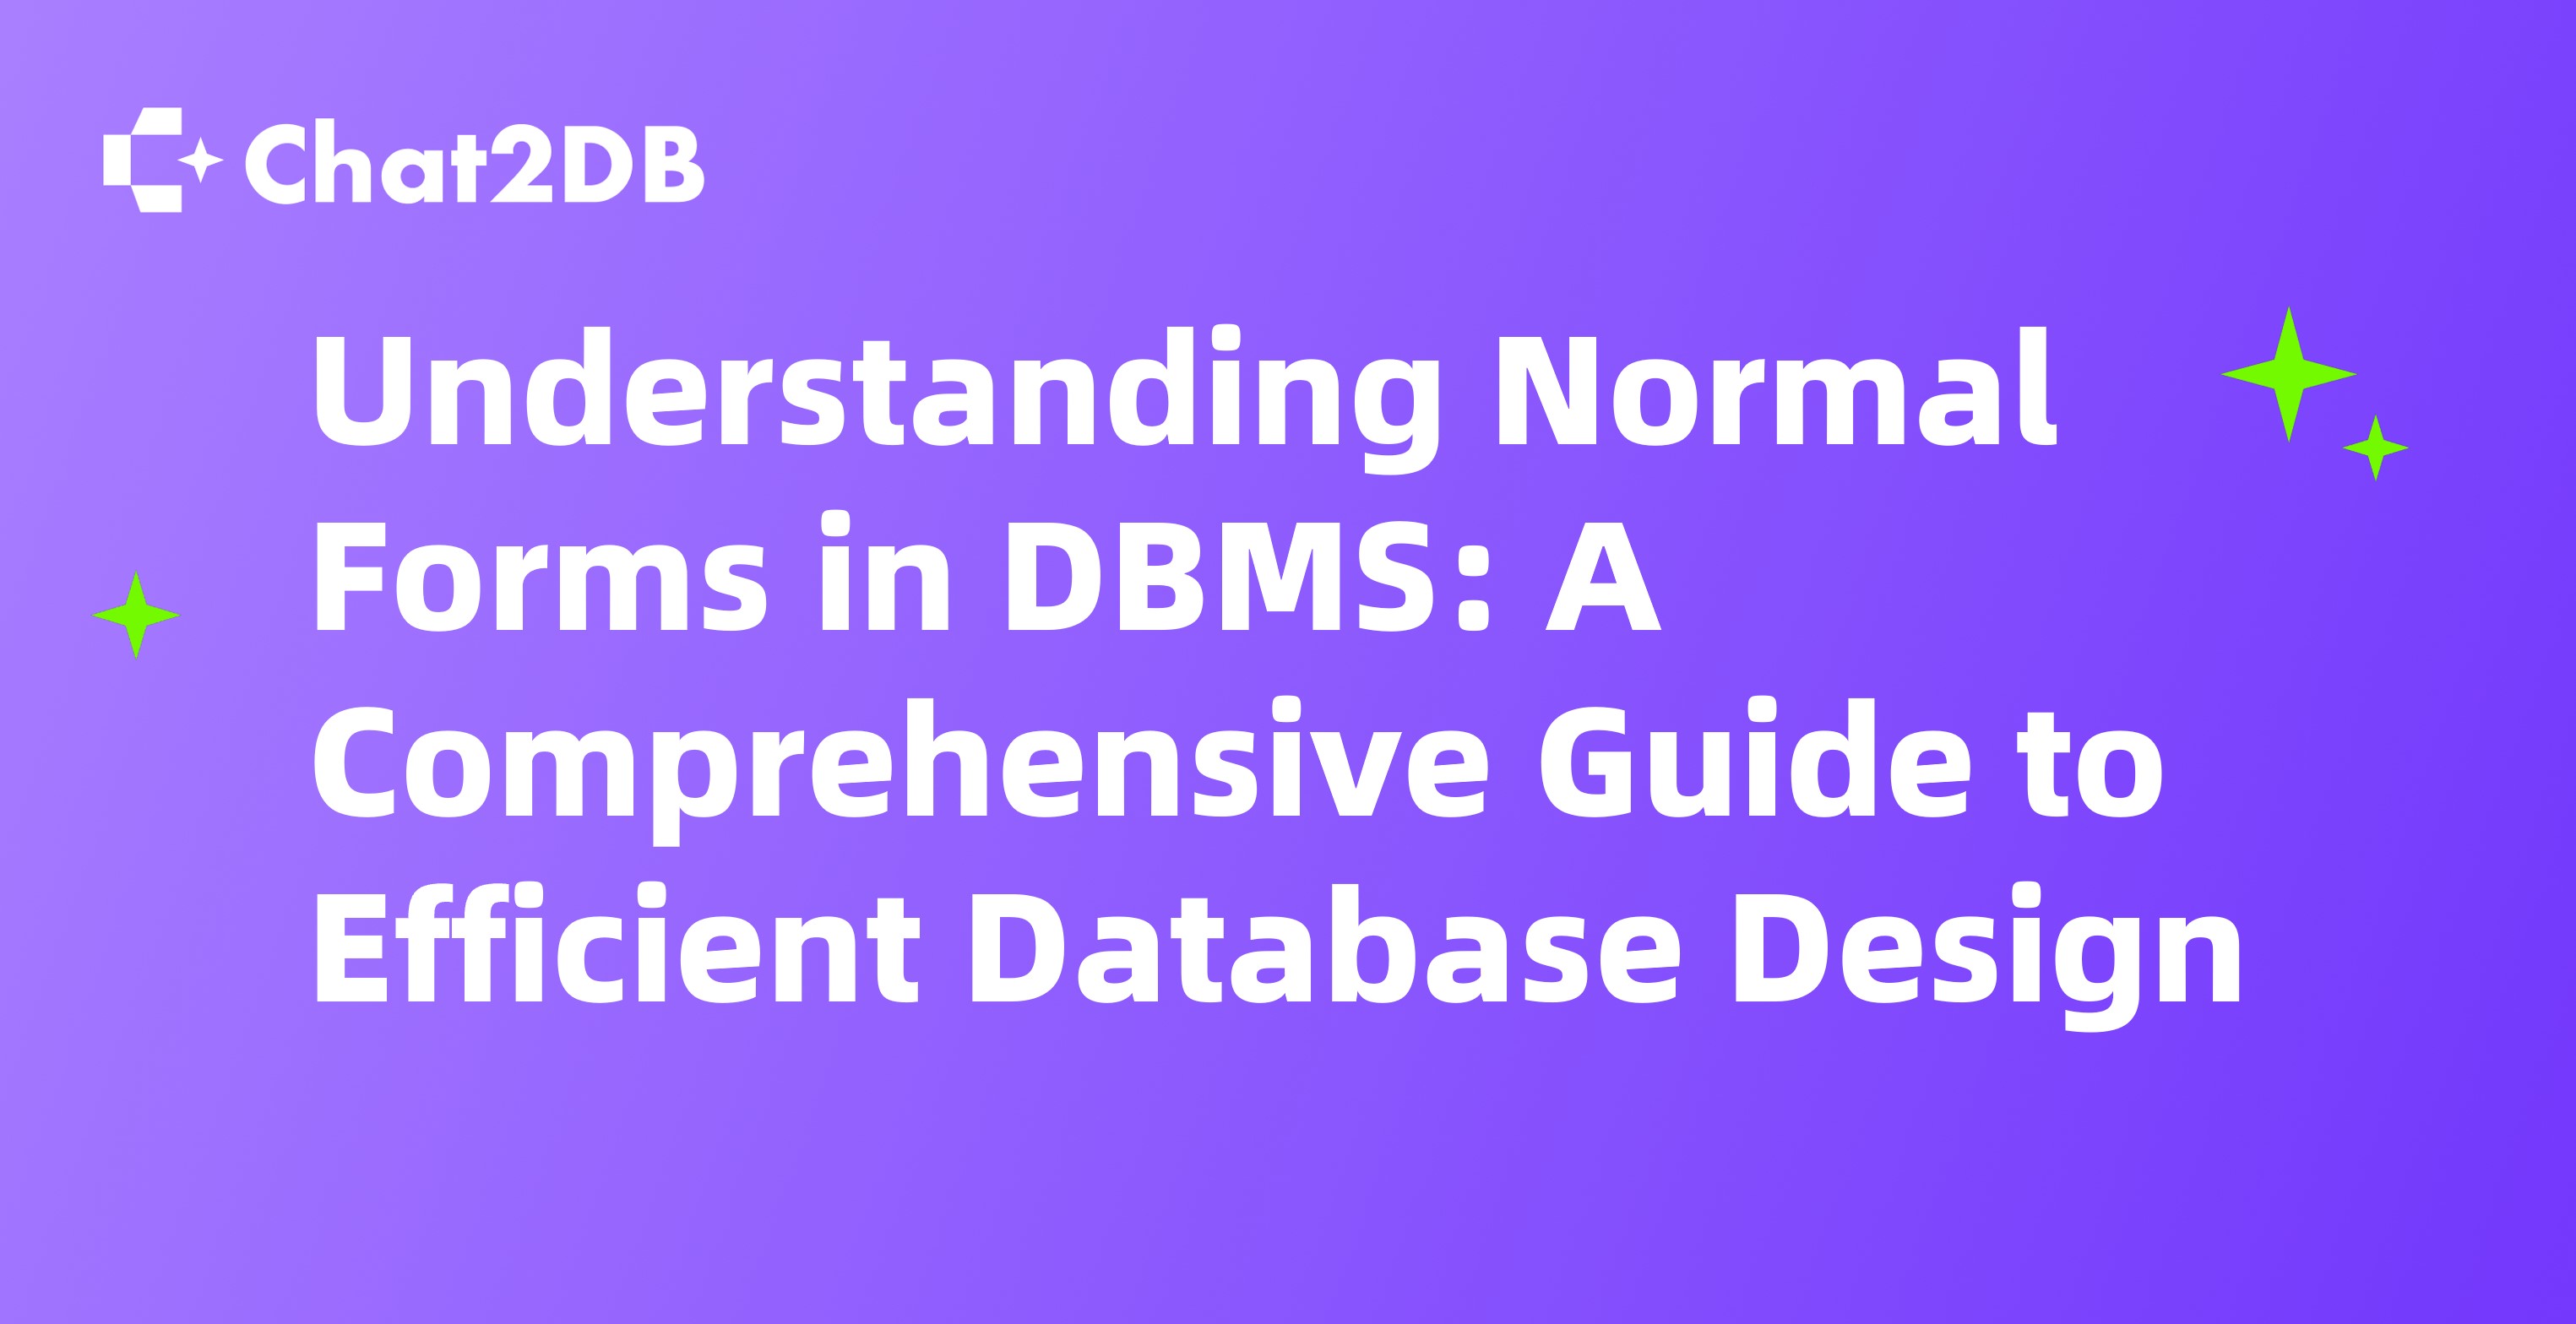 Chat2DB
Understanding Normal
Forms in DBMS: A
Comprehensive Guide to
Efficient Database Design